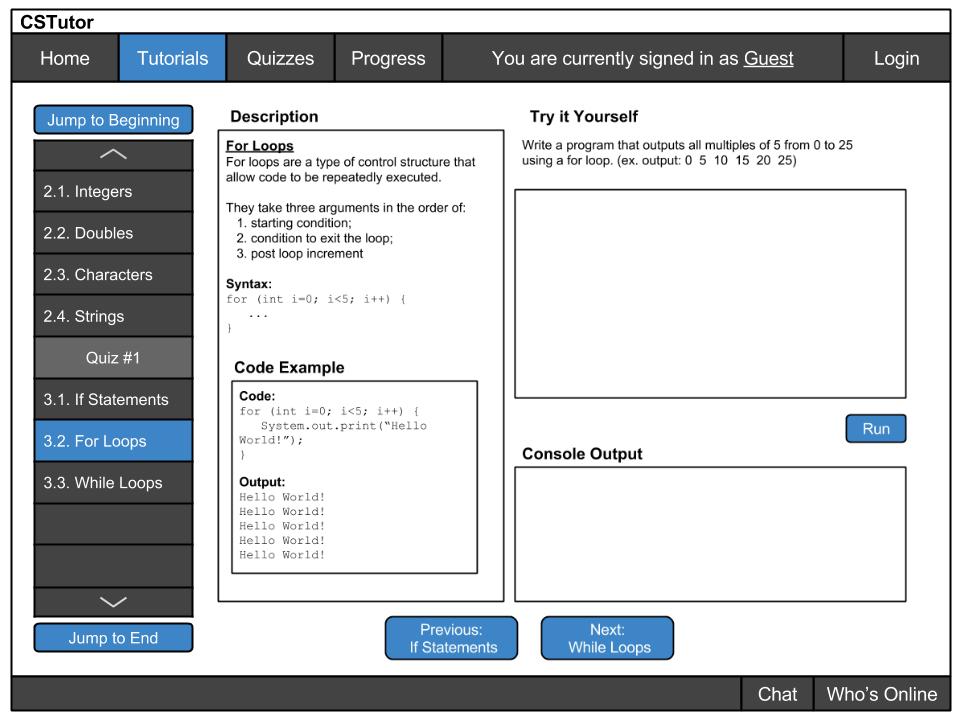 CSTutor
Home
Tutorials
Quizzes
Progress
You are currently signed in as Guest
Login
Jump to Beginning
2.1. Integers
2.2. Doubles
2.3. Characters
2.4. Strings
Quiz #1
3.1. If Statements
3.2. For Loops
3.3. While Loops
Jump to End
Description
For Loops
For loops are a type of control structure that
allow code to be repeatedly executed.
They take three arguments in the order of:
1. starting condition;
2. condition to exit the loop;
3. post loop increment
Syntax:
for (int i=0; i<5; i++) {
...
}
Code Example
Code:
for (int i=0; i<5; i++) {
System.out.print(“Hello
World!”);
}
Output:
Hello World!
Hello World!
Hello World!
Hello World!
Hello World!
Try it Yourself
Write a program that outputs all multiples of 5 from 0 to 25
using a for loop. (ex. output: 0 5 10 15 20 25)
Run
Console Output
Previous:
If Statements
Next:
While Loops
Chat
Who's Online